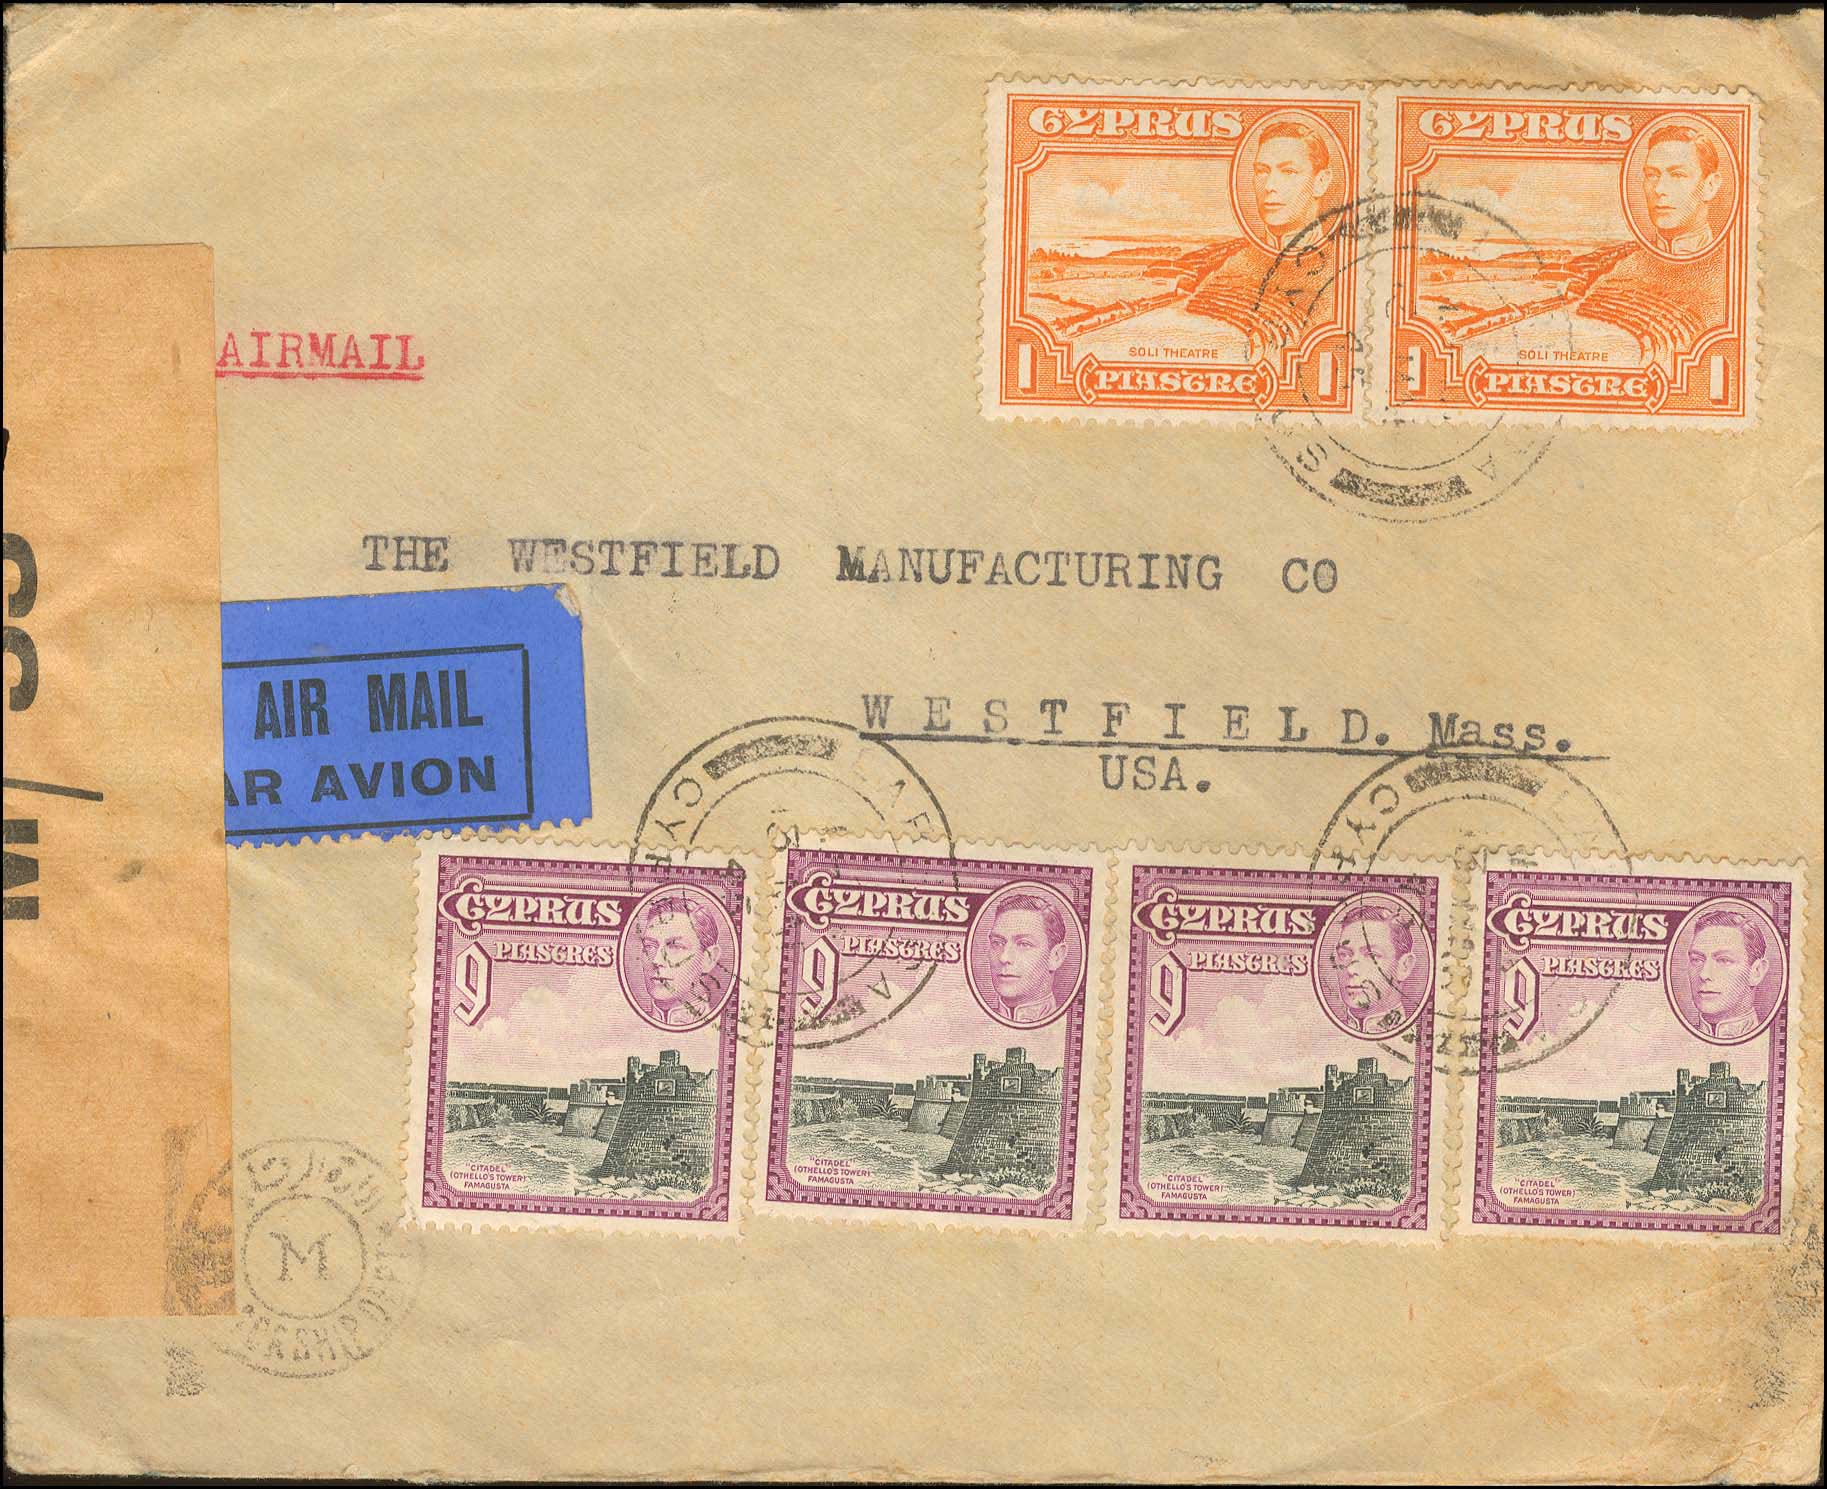 CYPRUS
SOLI THEATRE
1 PIASTRE 1
CYPRUS
SOLI THEATRE
1 PIASTRE 1
AIRMAIL
THE WESTFIELD MANUFACTURING CO
WESTFIELD. Mass.
USA.
AIR MAIL
AR AVION
CYPRUS
9 PIASTRES
"CITADEL"
(OTHELLO'S TOWER)
FAMAGUSTA
CYPRUS
9 PIASTRES
"CITADEL"
(OTHELLO'S TOWER)
FAMAGUSTA
CYPRUS
9 PIASTRES
"CITADEL"
(OTHELLO'S TOWER)
FAMAGUSTA
CYPRUS
9 PIASTRES
"CITADEL"
(OTHELLO'S TOWER)
FAMAGUSTA
M